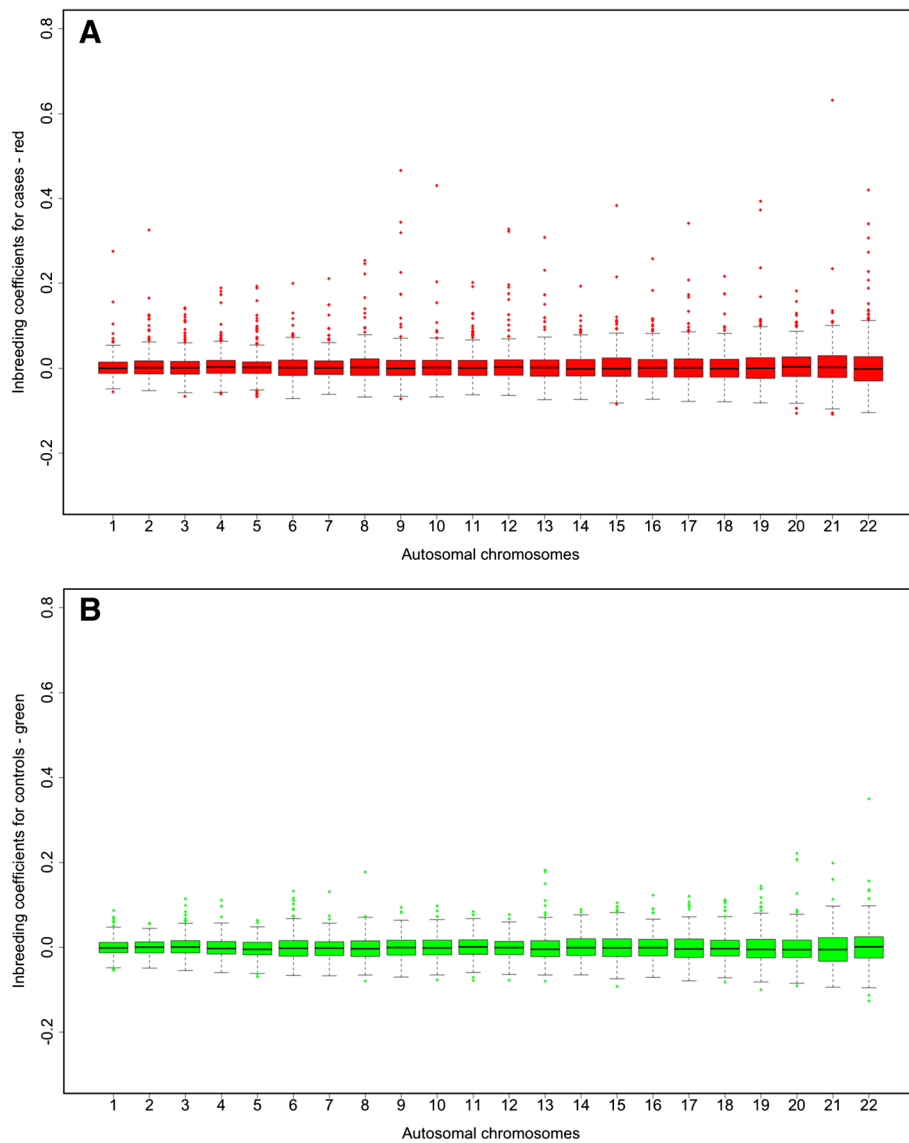 A
Inbreeding coefficients for cases - red
0.8
0.6
0.4
0.2
0.0
-0.2
1 2 3 4 5 6 7 8 9 10 11 12 13 14 15 16 17 18 19 20 21 22
Autosomal chromosomes
B
Inbreeding coefficients for controls - green
0.8
0.6
0.4
0.2
0.0
-0.2
1 2 3 4 5 6 7 8 9 10 11 12 13 14 15 16 17 18 19 20 21 22
Autosomal chromosomes